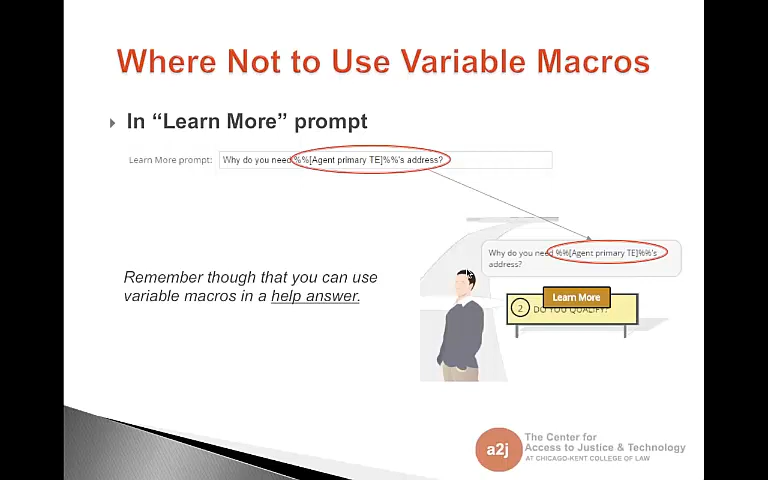 Where Not to Use Variable Macros
In “Learn More” prompt
Learn More prompt: Why do you need %%[Agent primary TE]%%'s address?
Why do you need %%[Agent primary TE]%%'s
address?
Remember though that you can use
variable macros in a help answer.
Learn More
2 DO YOU QUALIFY?
a2j
The Center for
Access to Justice & Technology
AT CHICAGO-KENT COLLEGE OF LAW